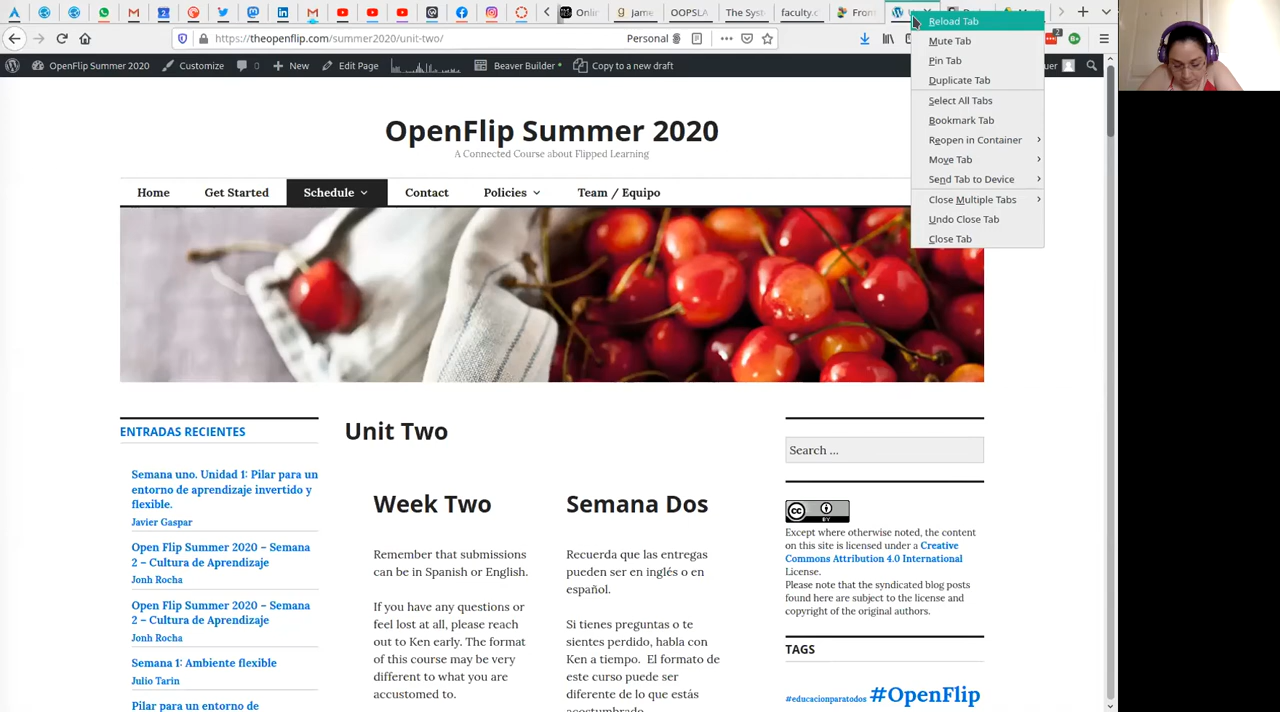 Onlin
Jame
OOPSLA
The Syst
faculty.c
Front
Reload Tab
Mute Tab
Pin Tab
Duplicate Tab
Select All Tabs
Bookmark Tab
Reopen in Container
Move Tab
Send Tab to Device
Close Multiple Tabs
Undo Close Tab
Close Tab
https://theopenflip.com/summer2020/unit-two/
Personal
OpenFlip Summer 2020
Customize
0
New
Edit Page
Beaver Builder
Copy to a new draft
OpenFlip Summer 2020
A Connected Course about Flipped Learning
Home
Get Started
Schedule
Contact
Policies
Team / Equipo
ENTRADAS RECIENTES
Semana uno. Unidad 1: Pilar para un
entorno de aprendizaje invertido y
flexible.
Javier Gaspar
Open Flip Summer 2020 – Semana
2 – Cultura de Aprendizaje
Jonh Rocha
Open Flip Summer 2020 – Semana
2 – Cultura de Aprendizaje
Jonh Rocha
Semana 1: Ambiente flexible
Julio Tarin
Pilar para un entorno de
Unit Two
Week Two
Remember that submissions
can be in Spanish or English.
If you have any questions or
feel lost at all, please reach
out to Ken early. The format
of this course may be very
different to what you are
accustomed to.
Semana Dos
Recuerda que las entregas
pueden ser en inglés o en
español.
Si tienes preguntas o te
sientes perdido, habla con
Ken a tiempo. El formato de
este curso puede ser
diferente de lo que estás
acostumbrado.
Search ...
CC BY
Except where otherwise noted, the content
on this site is licensed under a Creative
Commons Attribution 4.0 International
License.
Please note that the syndicated blog posts
found here are subject to the license and
copyright of the original authors.
TAGS
#educacionparatodos #OpenFlip